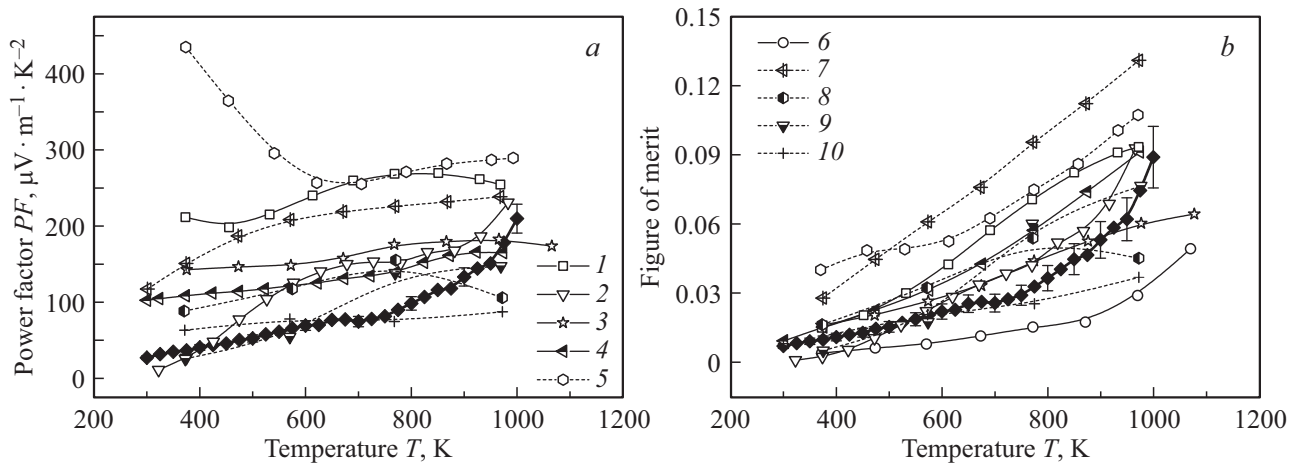 a
Power factor PF, μV · m⁻¹ · K⁻²
400
300
200
100
0
1
2
3
4
5
200 400 600 800 1000 1200
Temperature T, K
b
Figure of merit
0.15
0.12
0.09
0.06
0.03
0
6
7
8
9
10
200 400 600 800 1000 1200
Temperature T, K